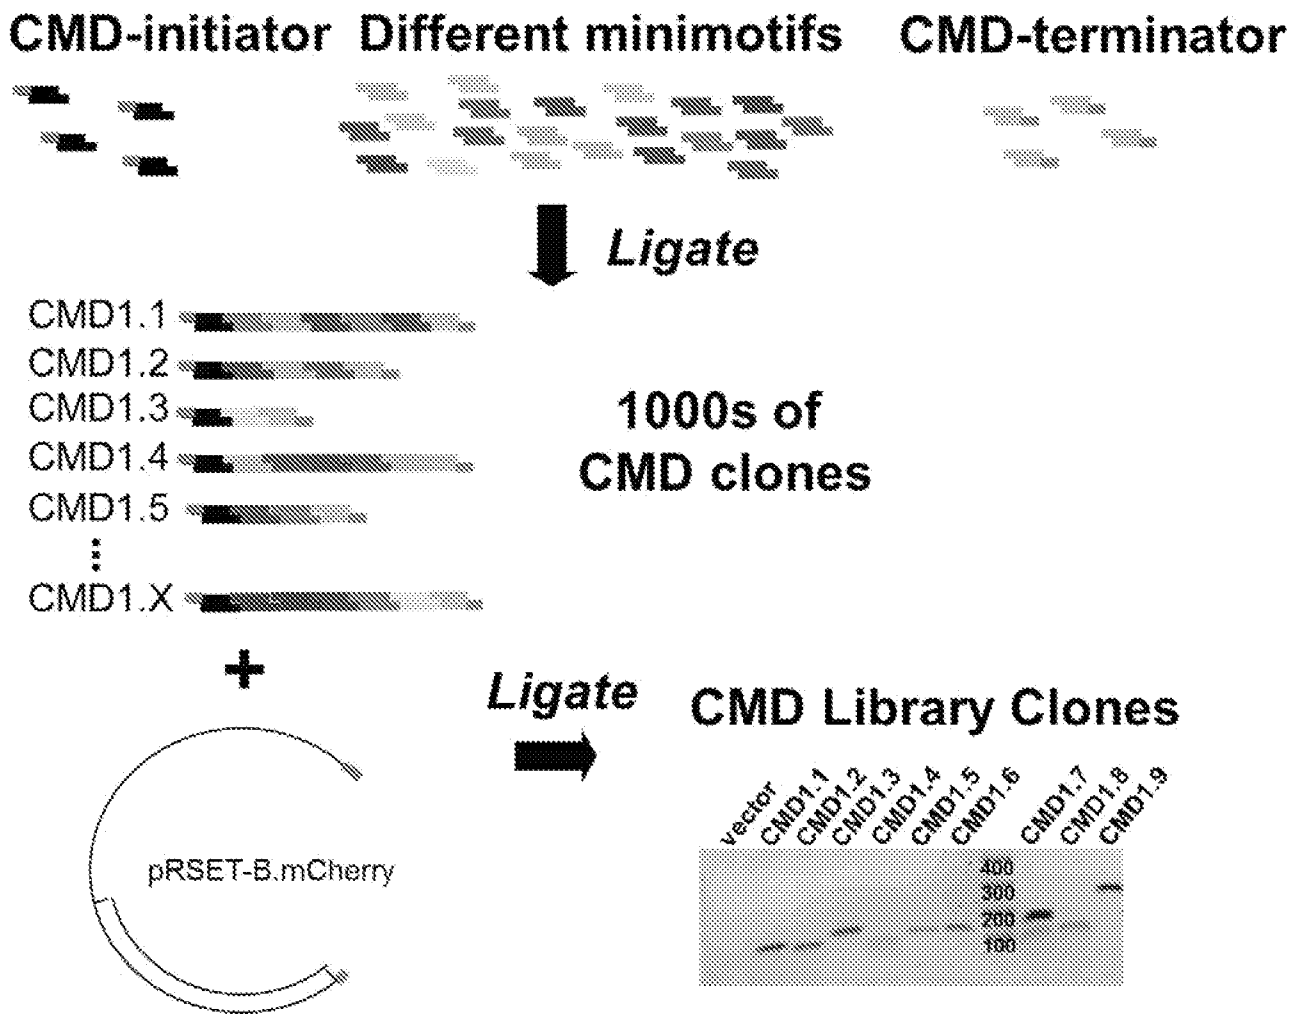 CMD-initiator Different minimotifs CMD-terminator
Ligate
CMD1.1
CMD1.2
CMD1.3
CMD1.4
CMD1.5
CMD1.X
1000s of
CMD clones
+
pRSET-B.mCherry
Ligate
CMD Library Clones
vector CMD1.1 CMD1.2 CMD1.3 CMD1.4 CMD1.5 CMD1.6 CMD1.7 CMD1.8 CMD1.9
400
300
200
100